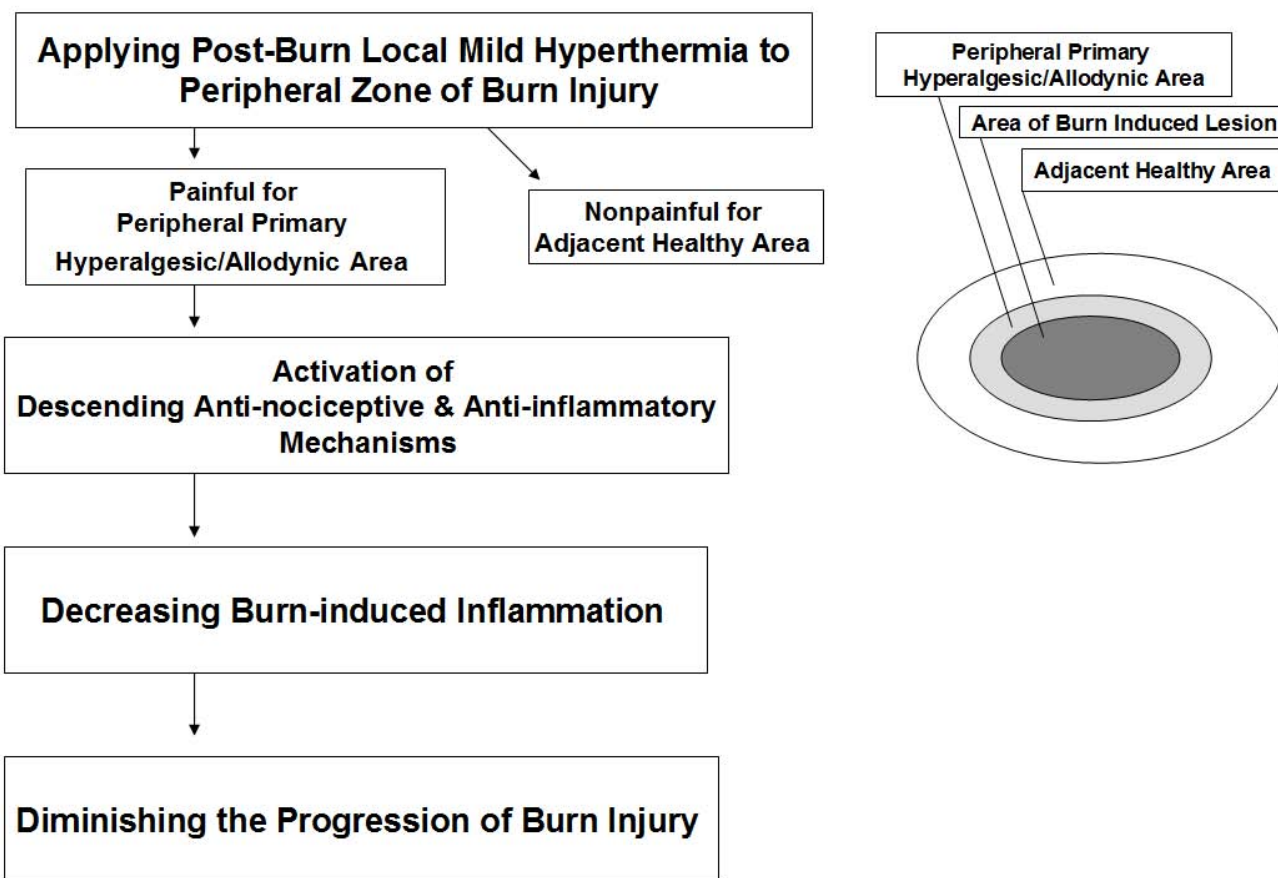 Applying Post-Burn Local Mild Hyperthermia to
Peripheral Zone of Burn Injury
Painful for
Peripheral Primary
Hyperalgesic/Allodynic Area
Nonpainful for
Adjacent Healthy Area
Activation of
Descending Anti-nociceptive & Anti-inflammatory
Mechanisms
Decreasing Burn-induced Inflammation
Diminishing the Progression of Burn Injury
Peripheral Primary
Hyperalgesic/Allodynic Area
Area of Burn Induced Lesion
Adjacent Healthy Area